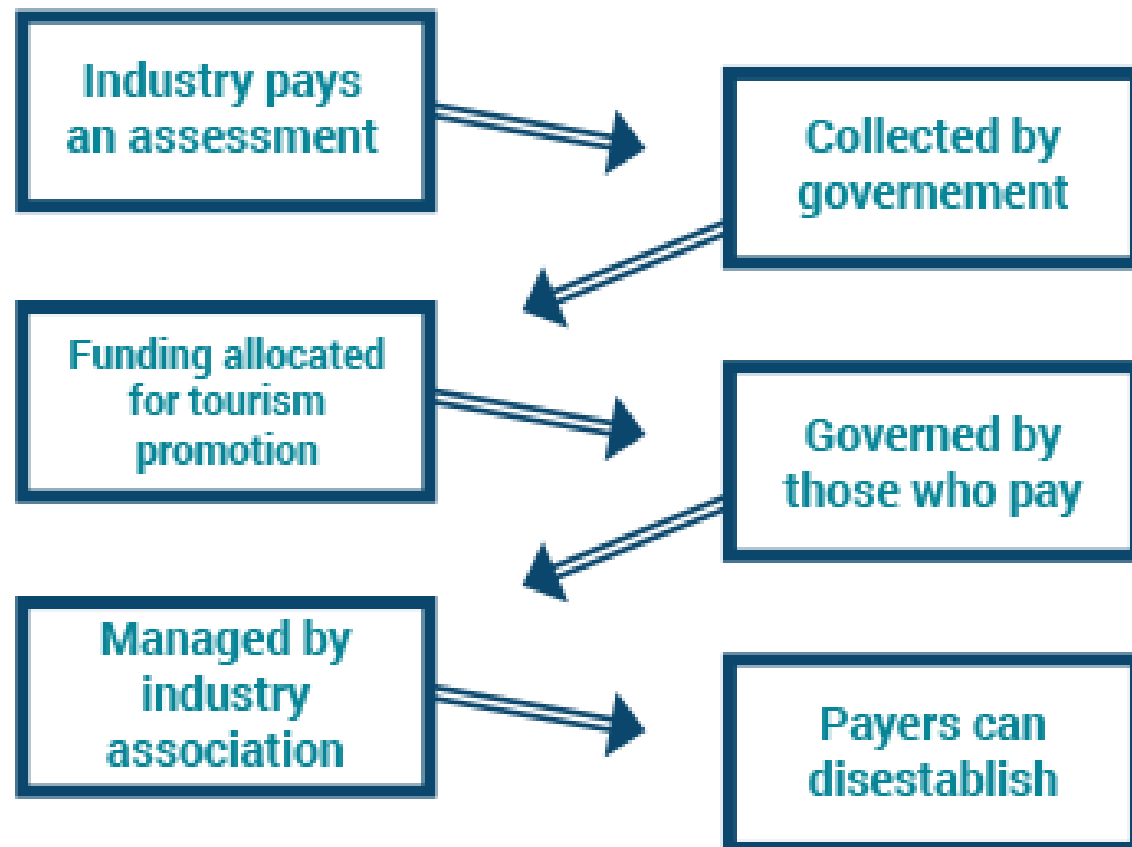 Industry pays
an assessment
Collected by
governement
Funding allocated
for tourism
promotion
Governed by
those who pay
Managed by
industry
association
Payers can
disestablish